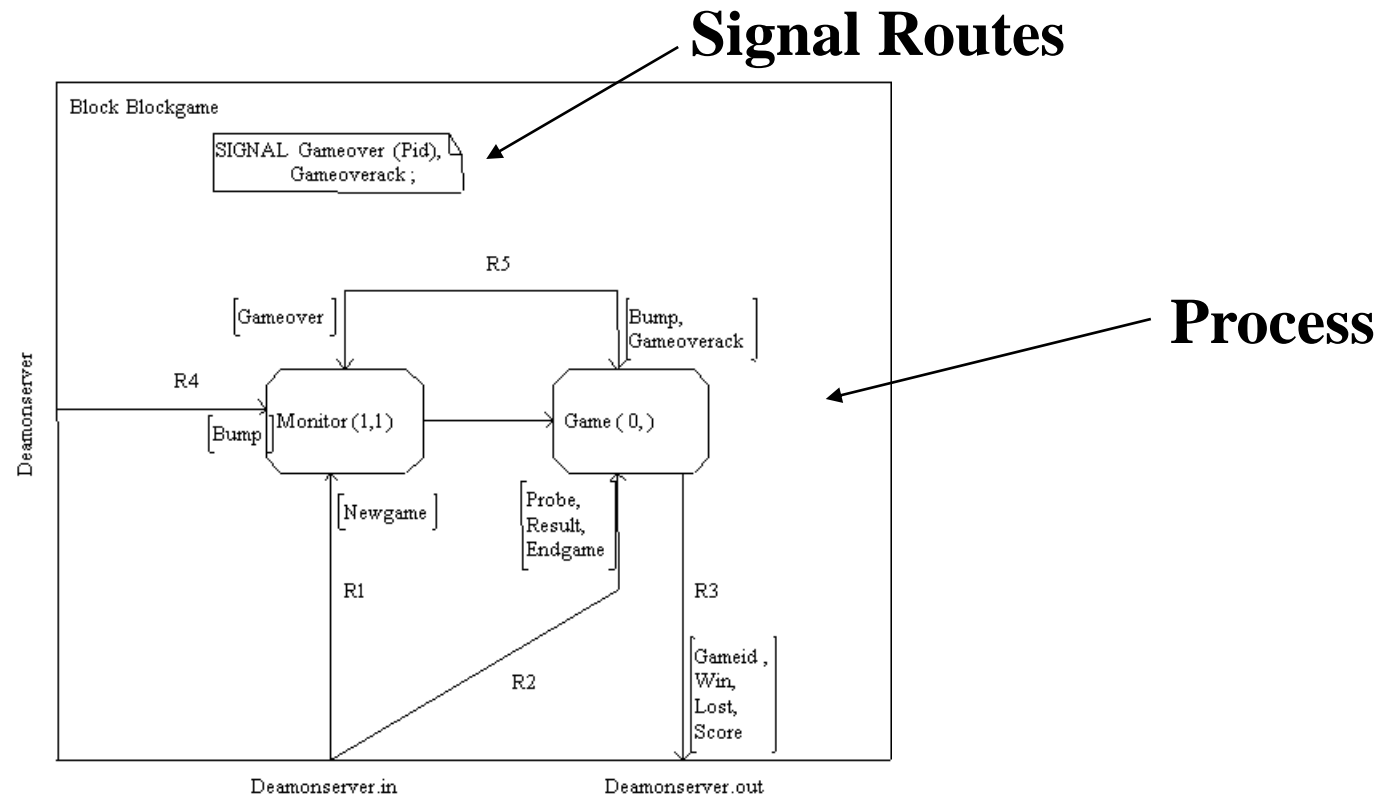 Signal Routes
Block Blockgame
SIGNAL Gameover (Pid),
Gameoverack ;
R5
[Gameover ]
[Bump,
Gameoverack ]
Process
Deamonserver
R4
[Bump ]
Monitor (1,1)
Game ( 0, )
[Newgame ]
[Probe,
Result,
Endgame ]
R1
R3
R2
[Gameid ,
Win,
Lost,
Score ]
Deamonserver.in
Deamonserver.out